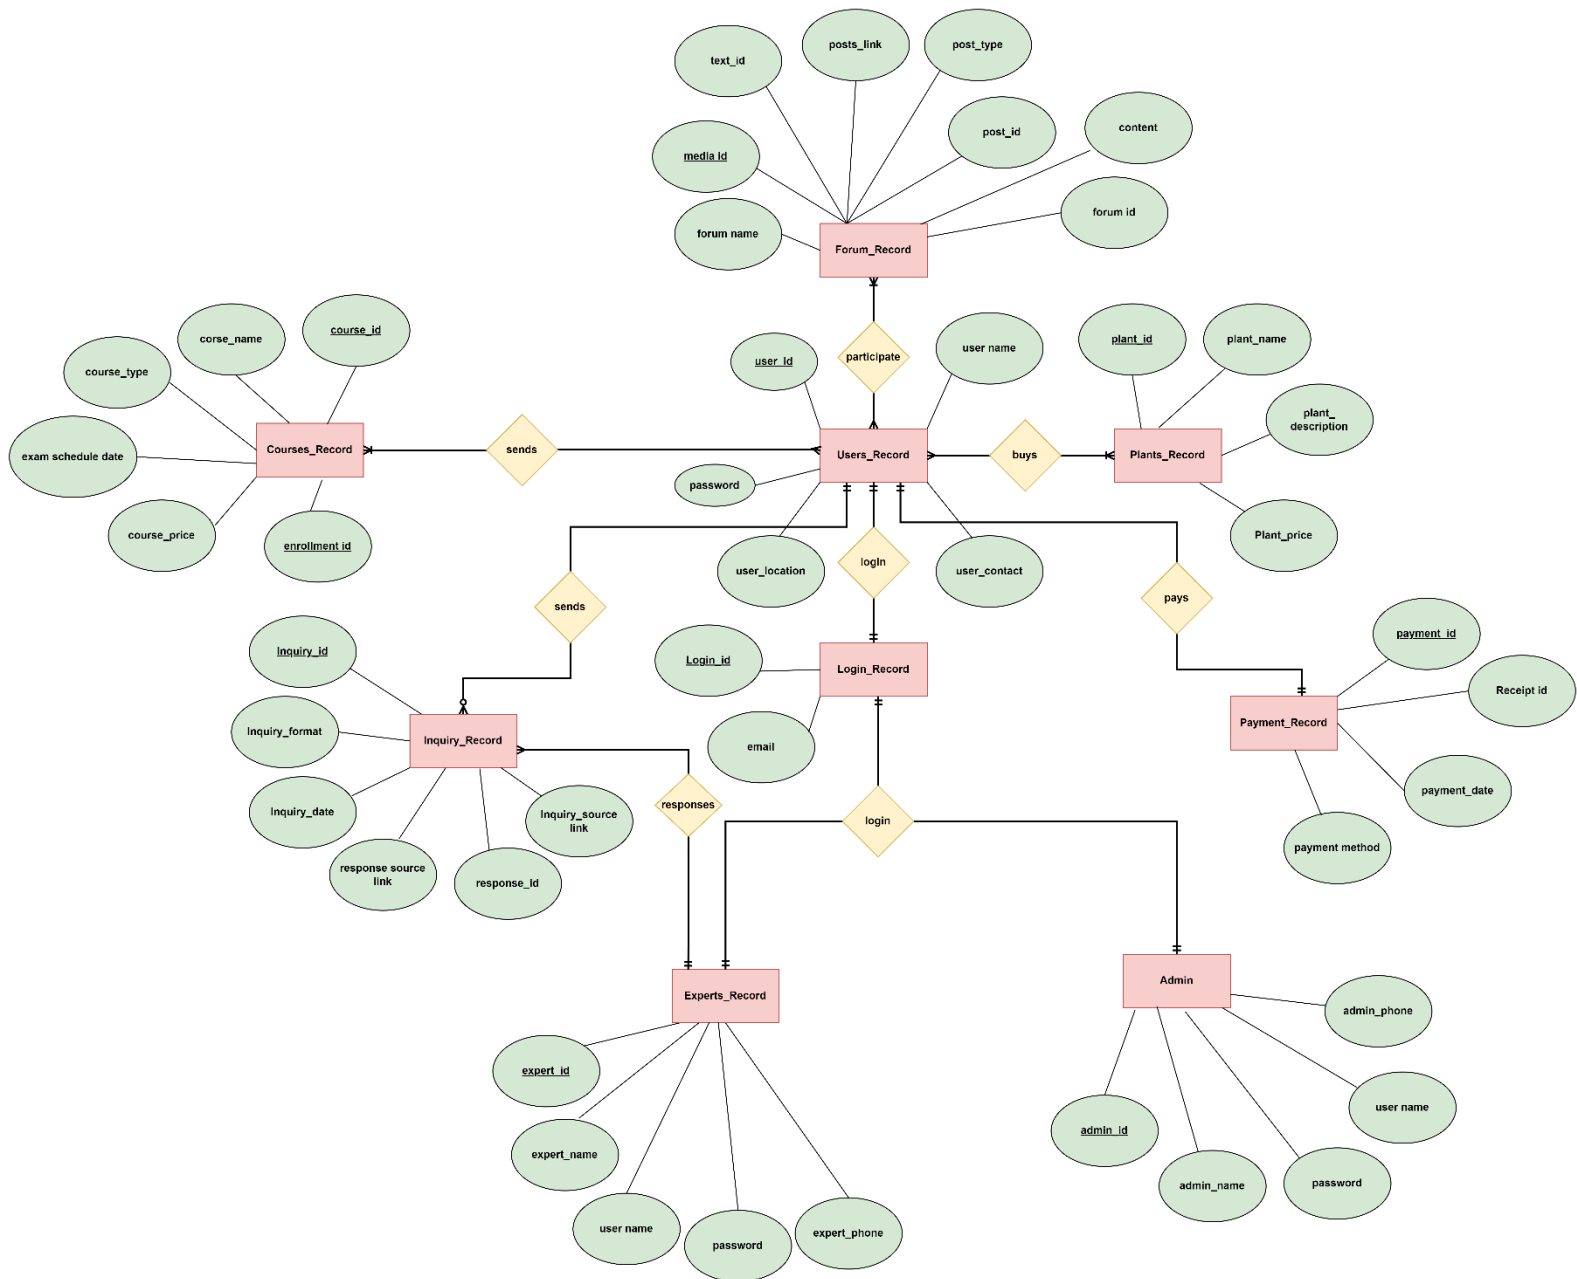 posts_link
post_type
text_id
content
post_id
media id
forum id
forum name
Forum_Record
course_id
corse_name
plant_id
plant_name
user name
participate
user_id
course_type
plant_
description
Courses_Record
sends
Users_Record
buys
Plants_Record
exam schedule date
password
course_price
Plant_price
enrollment id
logIn
user_location
user_contact
sends
pays
payment_id
Inquiry_id
Login_id
Login_Record
Receipt id
Inquiry_format
Inquiry_Record
Payment_Record
email
payment_date
responses
Inquiry_date
Inquiry_source
link
login
payment method
response source
link
response_id
Admin
Experts_Record
admin_phone
expert_id
user name
admin_id
expert_name
password
admin_name
user name
expert_phone
password